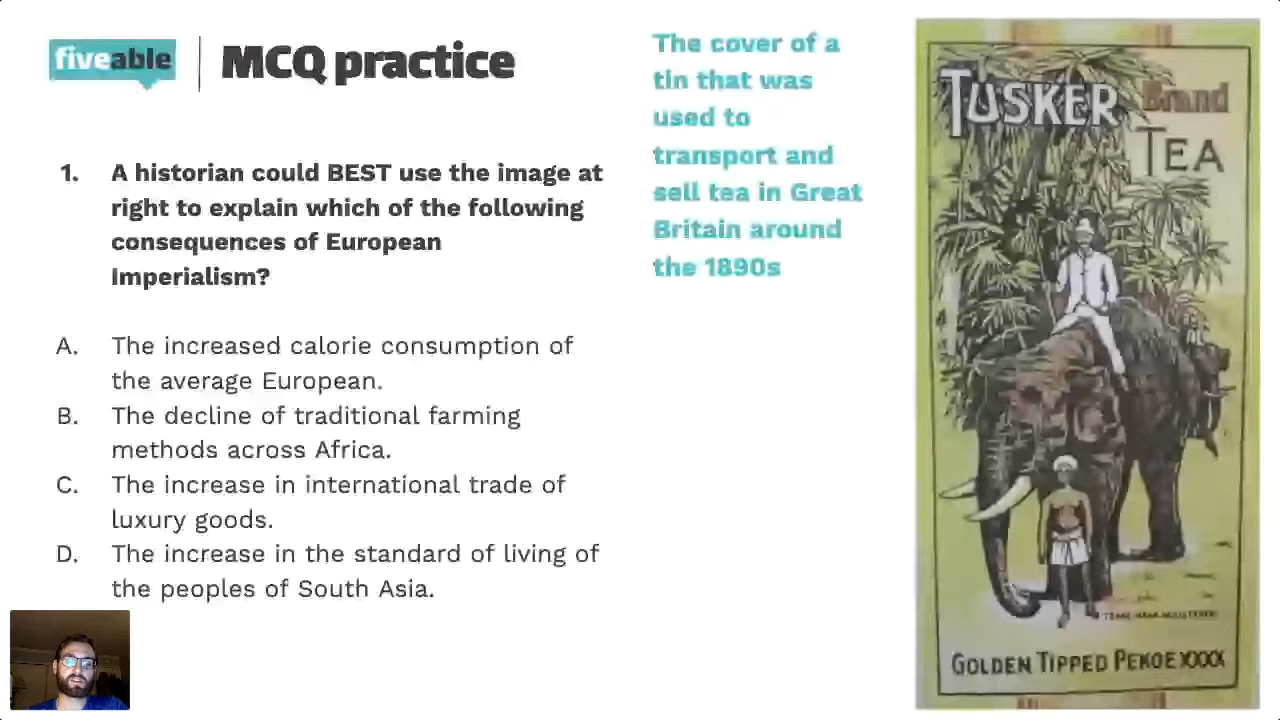 fiveable
MCQ practice
1. A historian could BEST use the image at
right to explain which of the following
consequences of European
Imperialism?
A. The increased calorie consumption of
the average European.
B. The decline of traditional farming
methods across Africa.
C. The increase in international trade of
luxury goods.
D. The increase in the standard of living of
the peoples of South Asia.
The cover of a
tin that was
used to
transport and
sell tea in Great
Britain around
the 1890s
TUSKER Brand
TEA
GOLDEN TIPPED PEKOE XXXX